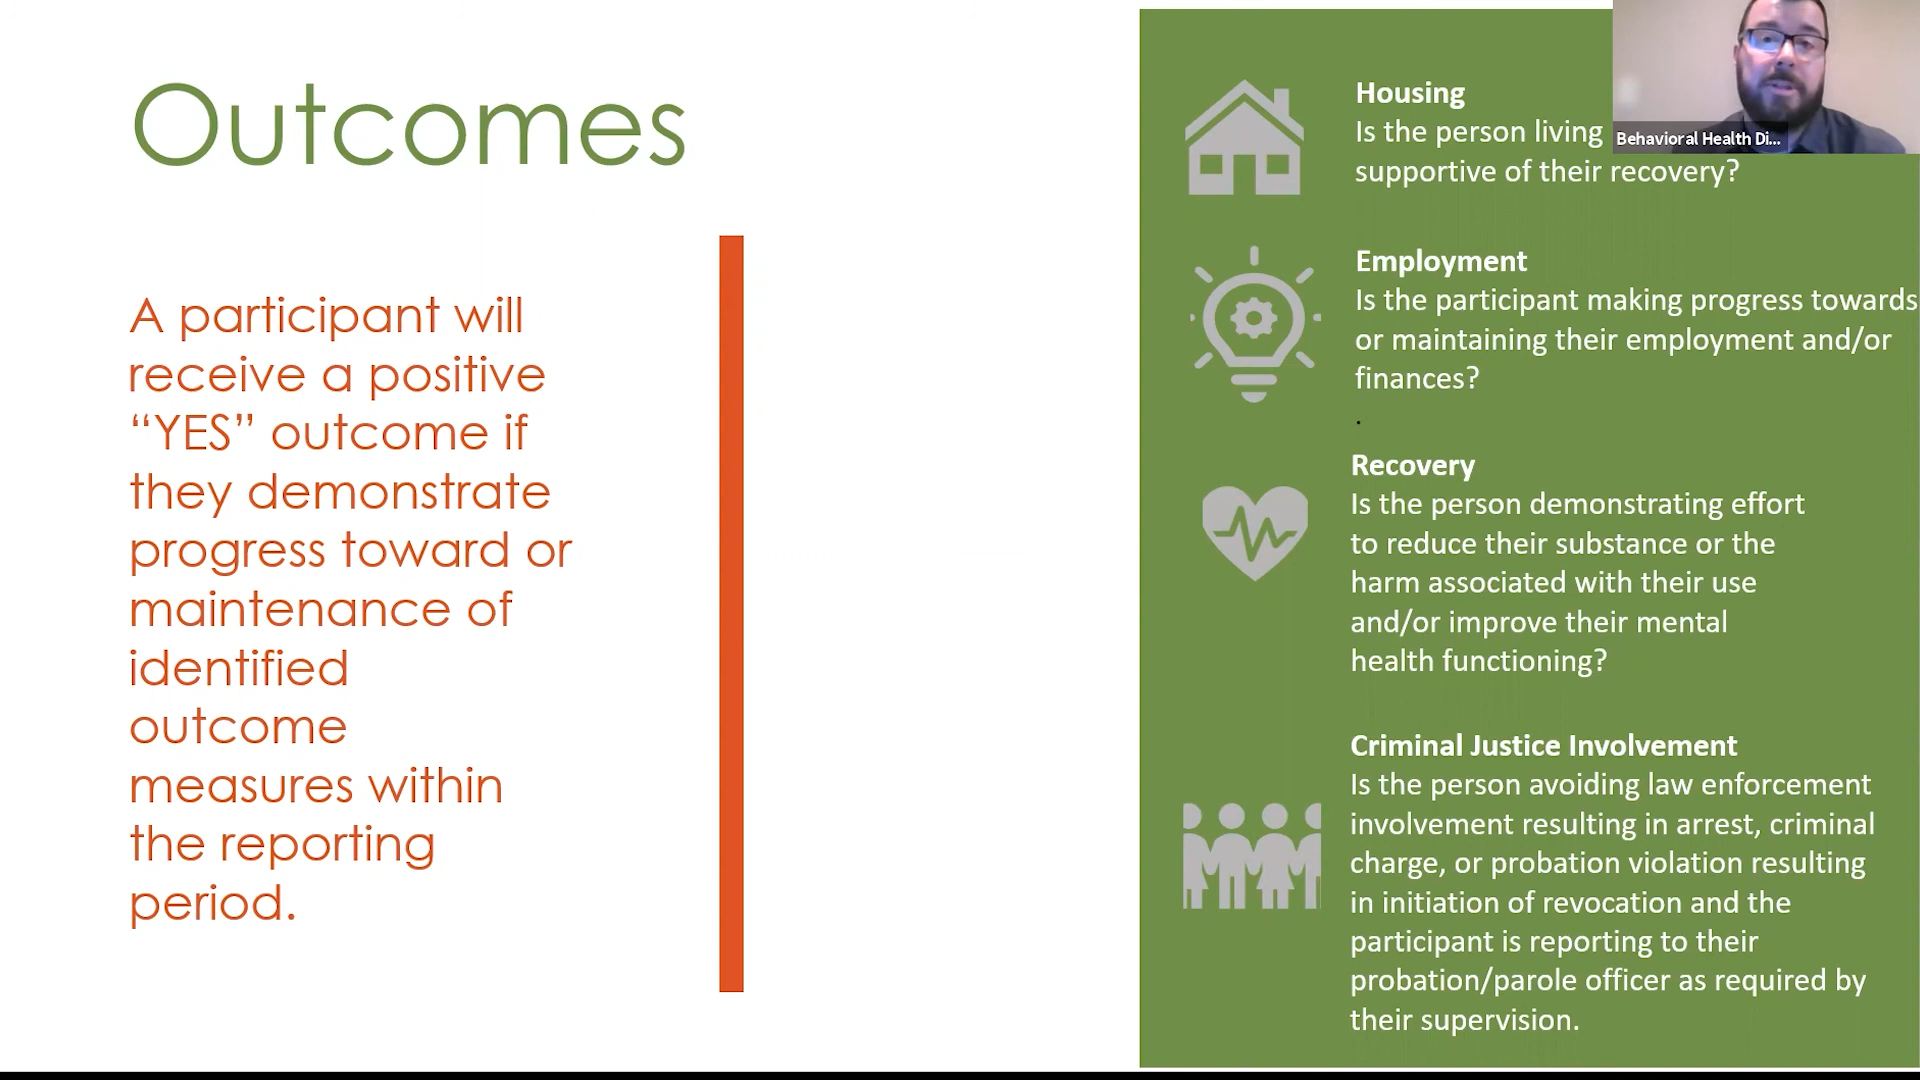 Outcomes
A participant will
receive a positive
“YES” outcome if
they demonstrate
progress toward or
maintenance of
identified
outcome
measures within
the reporting
period.
Housing
Is the person living
supportive of their recovery?
Employment
Is the participant making progress towards
or maintaining their employment and/or
finances?
.
Recovery
Is the person demonstrating effort
to reduce their substance or the
harm associated with their use
and/or improve their mental
health functioning?
Criminal Justice Involvement
Is the person avoiding law enforcement
involvement resulting in arrest, criminal
charge, or probation violation resulting
in initiation of revocation and the
participant is reporting to their
probation/parole officer as required by
their supervision.
Behavioral Health Di...